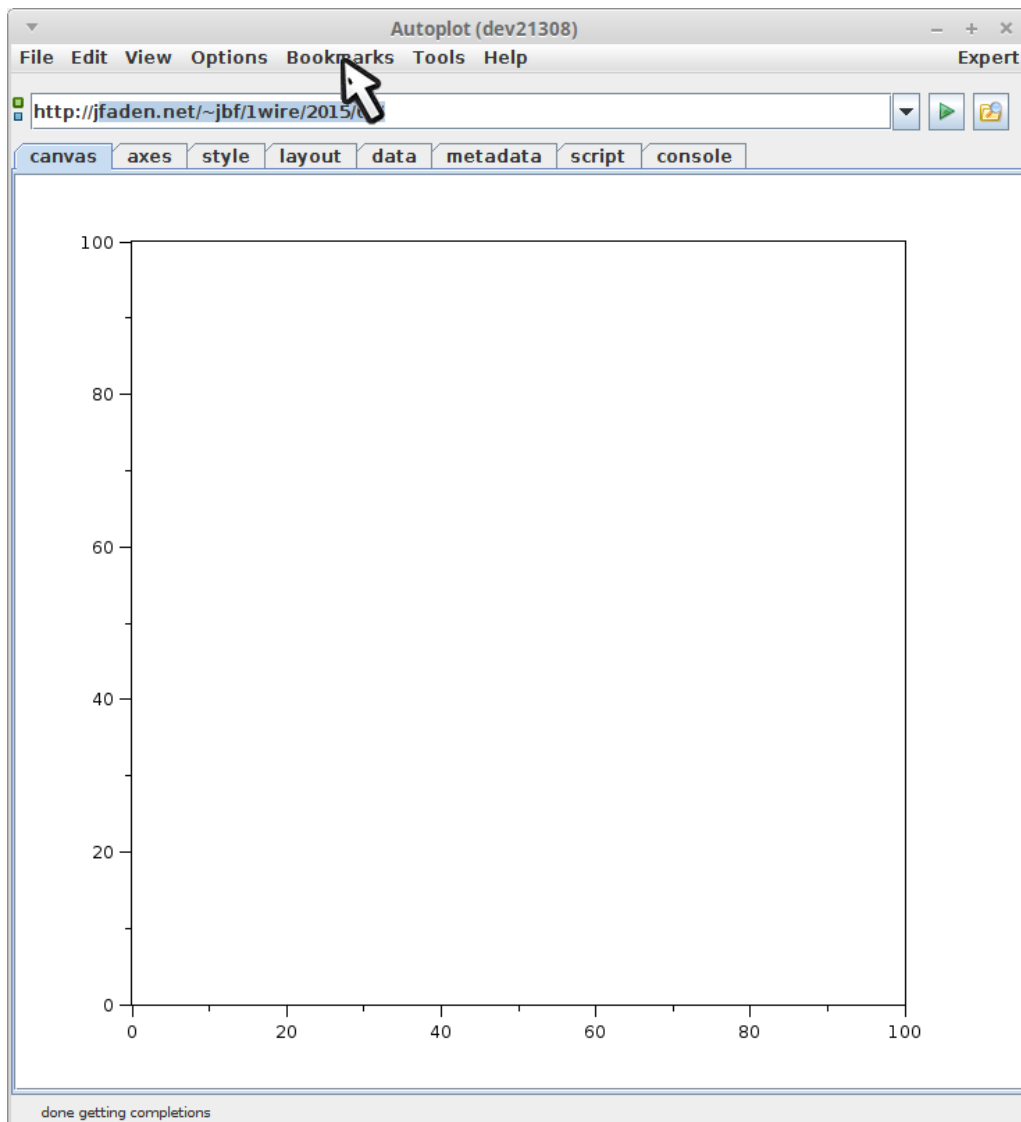 Autoplot (dev21308)
File Edit View Options Bookmarks Tools Help Expert
http://jfaden.net/~jbf/1wire/2015/
canvas axes style layout data metadata script console
100
80
60
40
20
0
0 20 40 60 80 100
done getting completions